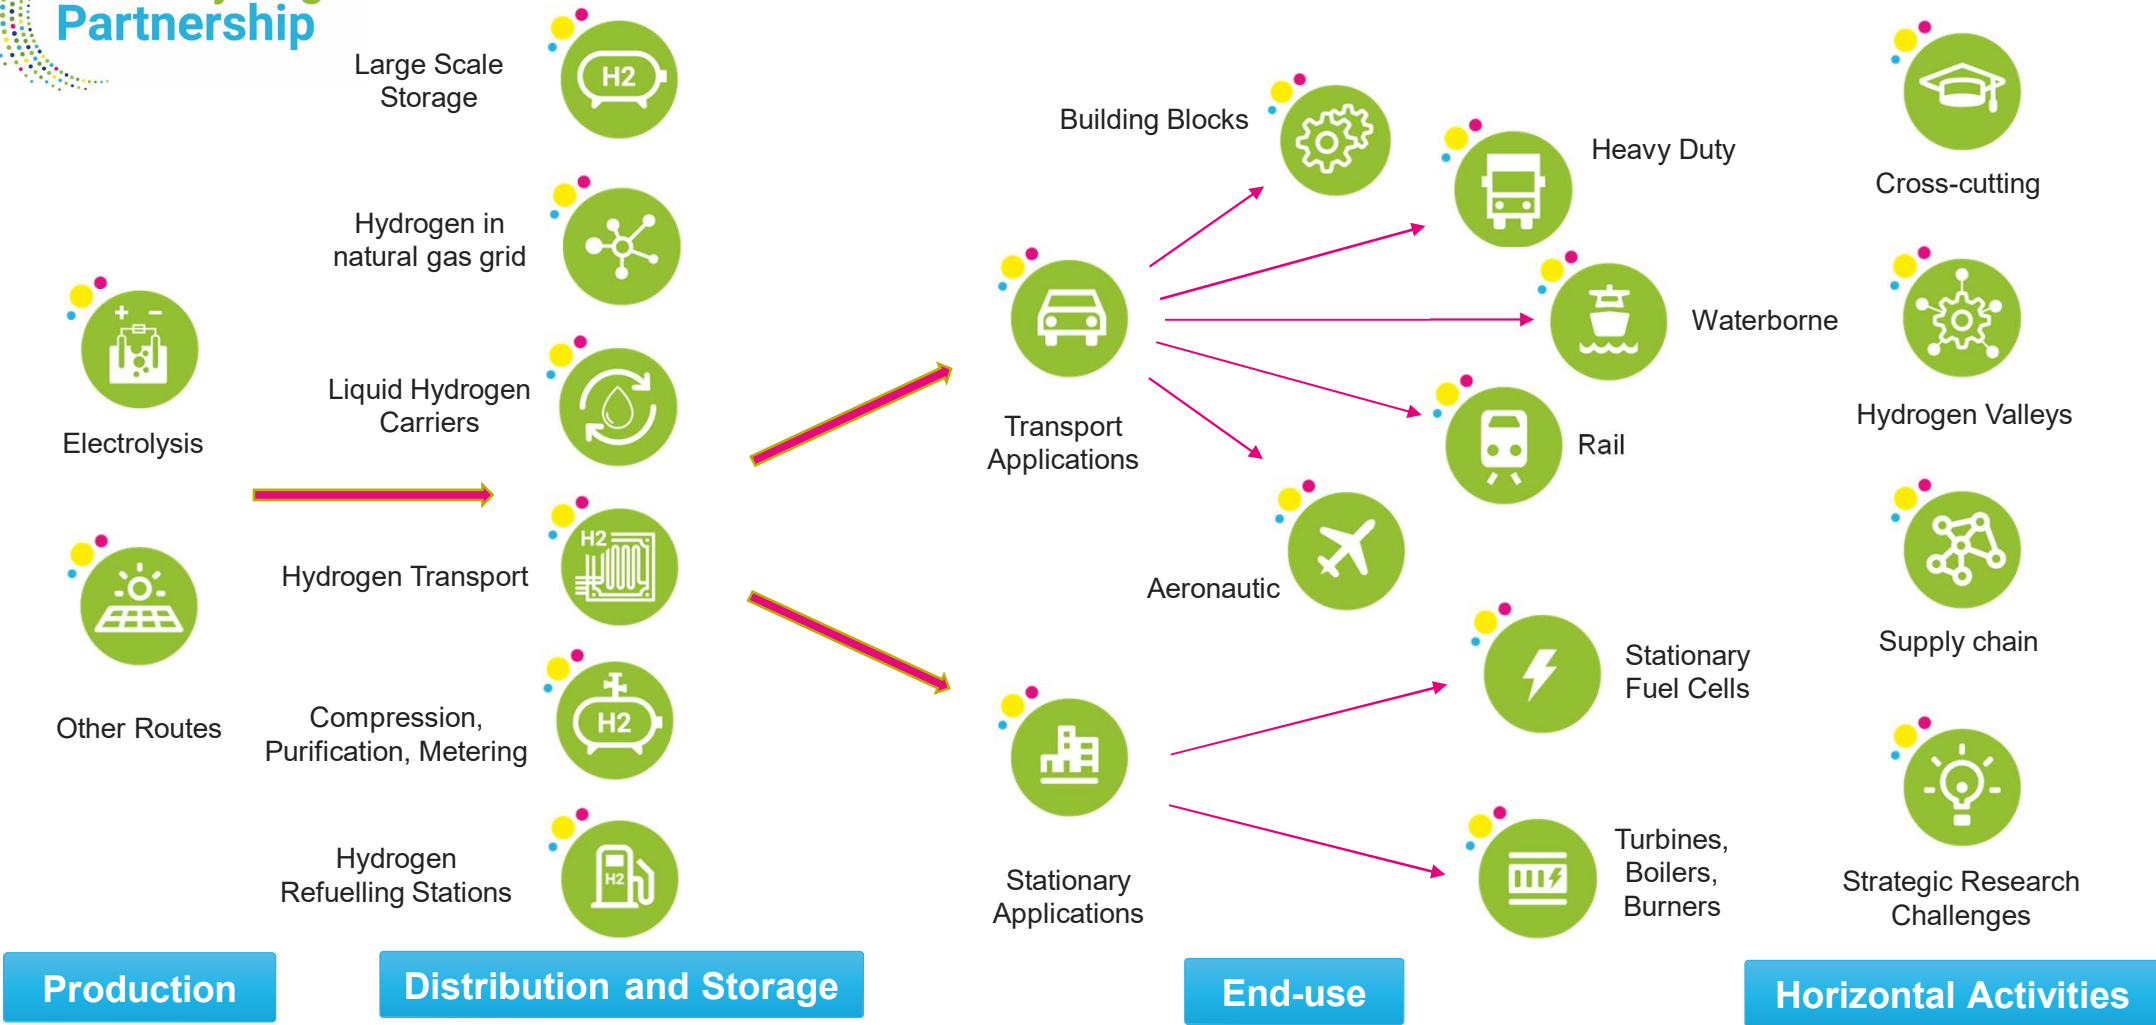 Partnership
Large Scale
Storage
H2
Hydrogen in
natural gas grid
Electrolysis
Liquid Hydrogen
Carriers
Hydrogen Transport
H2
Other Routes
Compression,
Purification, Metering
H2
Hydrogen
Refuelling Stations
H2
Building Blocks
Heavy Duty
Waterborne
Transport
Applications
Rail
Aeronautic
Stationary
Fuel Cells
Stationary
Applications
Turbines,
Boilers,
Burners
Cross-cutting
Hydrogen Valleys
Supply chain
Strategic Research
Challenges
Production
Distribution and Storage
End-use
Horizontal Activities